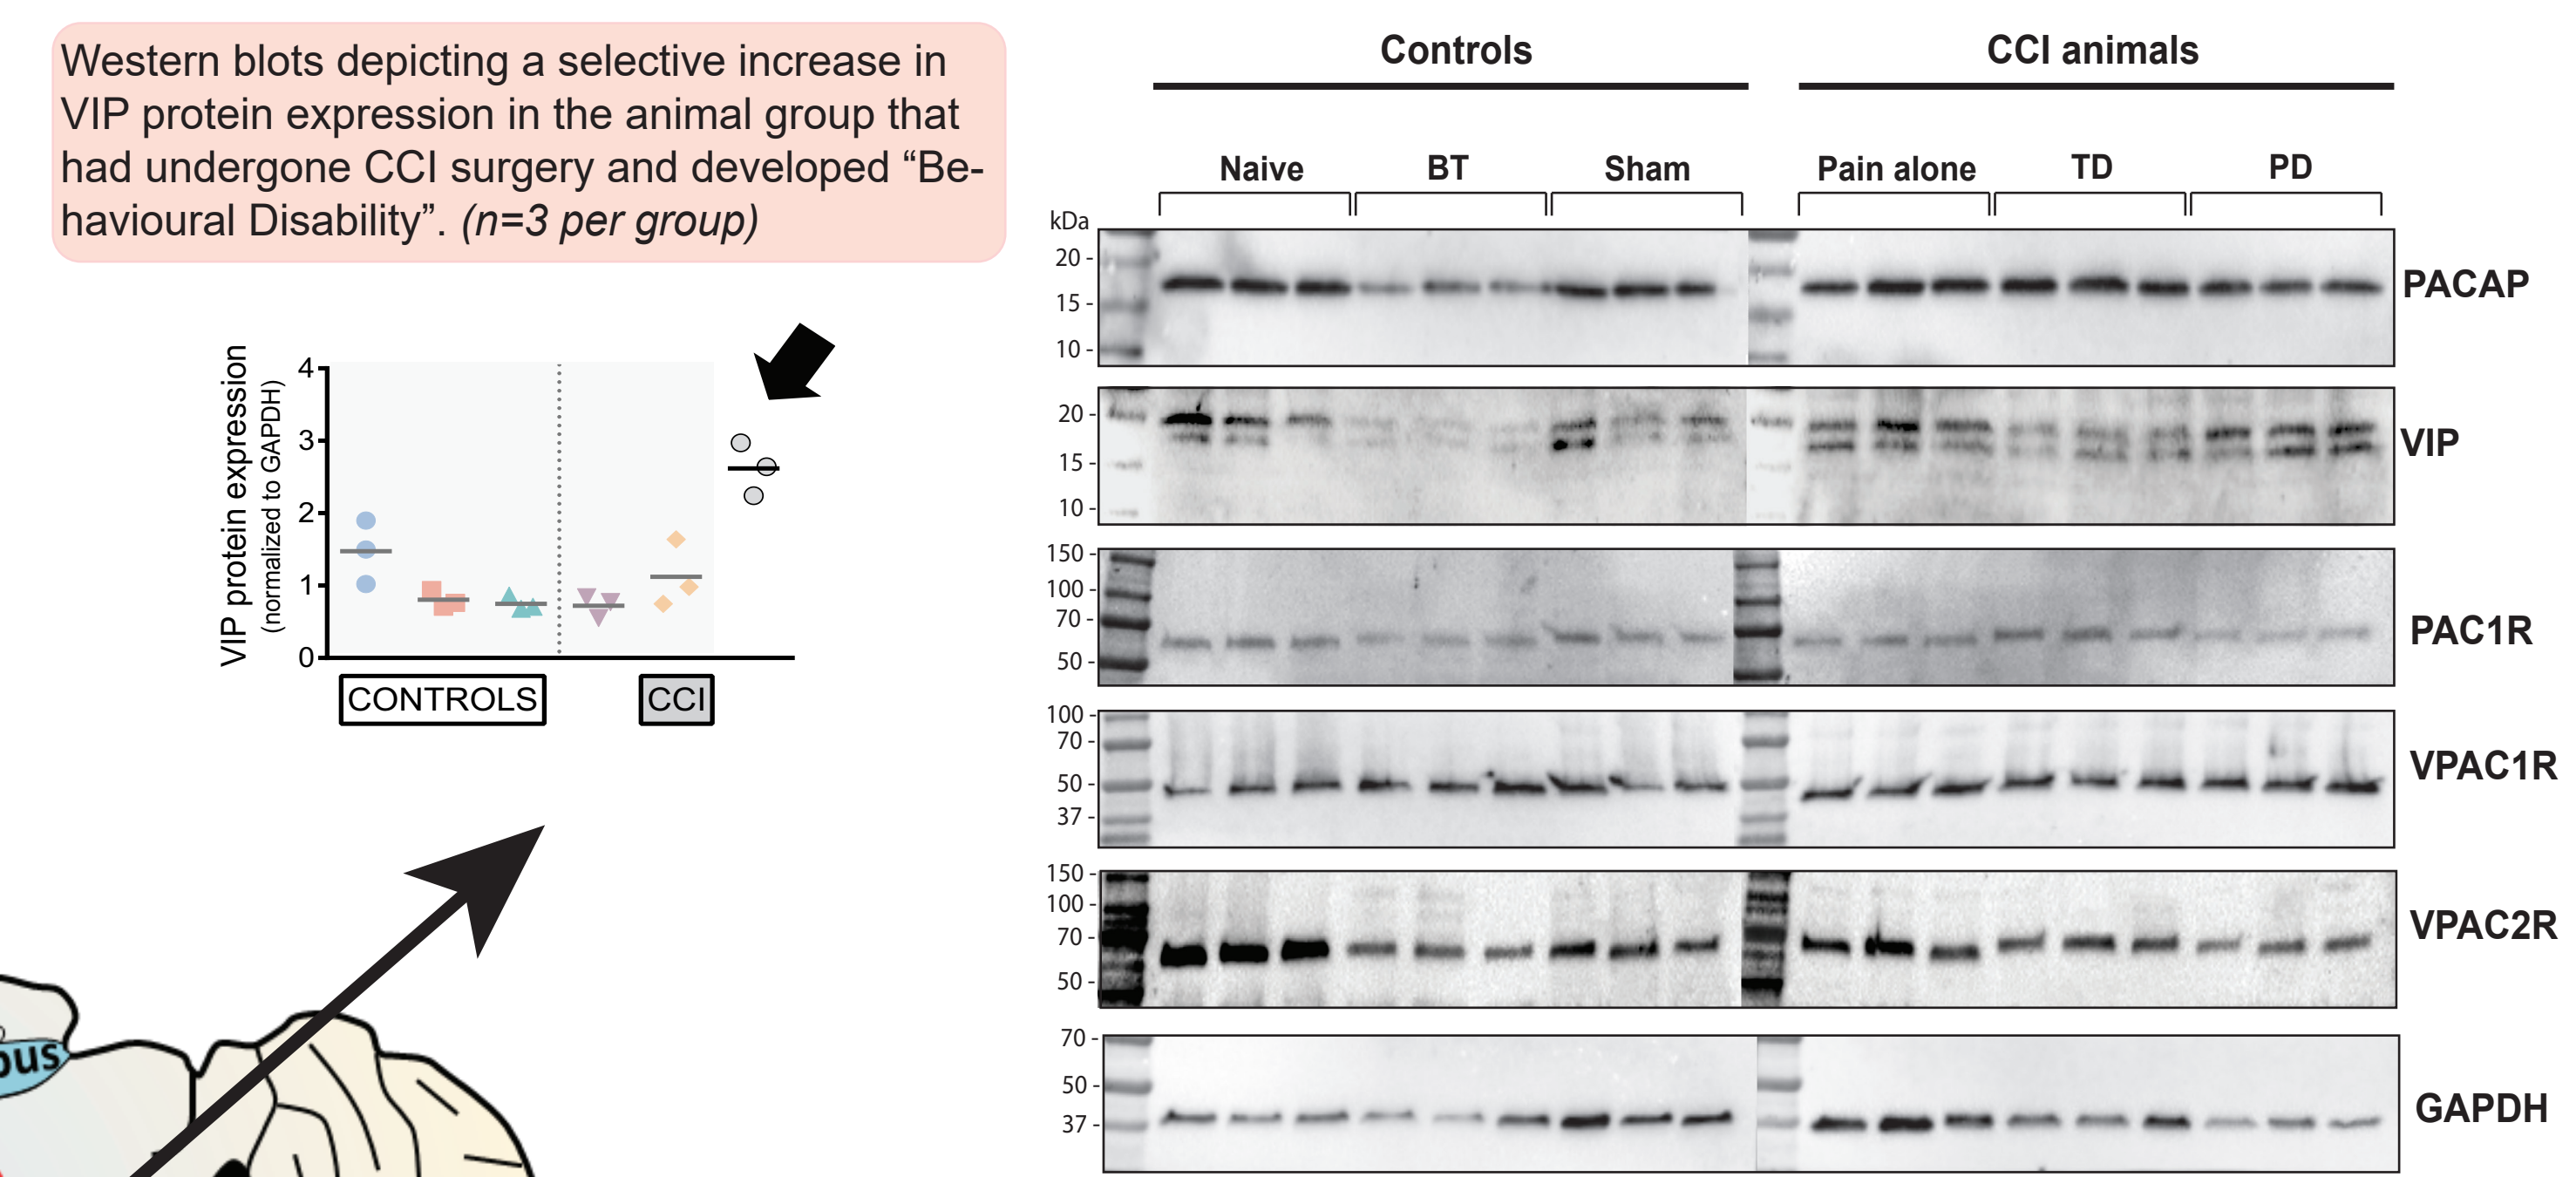 Western blots depicting a selective increase in
VIP protein expression in the animal group that
had undergone CCI surgery and developed “Be-
havioural Disability”. (n=3 per group)
VIP protein expression
(normalized to GAPDH)
4
3
2
1
0
CONTROLS
CCI
Controls
CCI animals
Naive
BT
Sham
Pain alone
TD
PD
kDa
20 -
15 -
10 -
PACAP
20 -
15 -
10 -
VIP
150 -
100 -
70 -
50 -
PAC1R
100 -
70 -
50 -
37 -
VPAC1R
150 -
100 -
70 -
50 -
VPAC2R
70 -
50 -
37 -
GAPDH